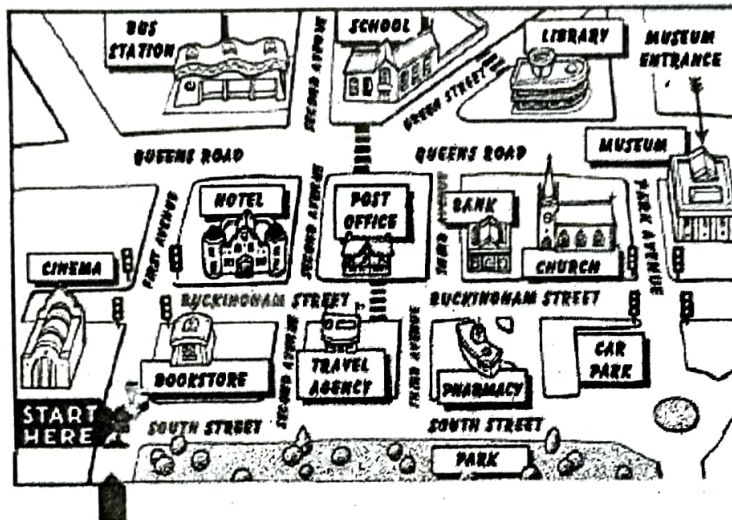 BUS
STATION
SECOND AVENUE
SCHOOL
GREEN STREET
LIBRARY
MUSEUM
ENTRANCE
QUEENS ROAD
QUEENS ROAD
MUSEUM
FIRST AVENUE
HOTEL
SECOND AVENUE
POST
OFFICE
THIRD AVENUE
BANK
CHURCH
PARK AVENUE
CINEMA
BUCKINGHAM STREET
BUCKINGHAM STREET
BOOKSTORE
SECOND AVENUE
TRAVEL
AGENCY
THIRD AVENUE
PHARMACY
CAR
PARK
START
HERE
SOUTH STREET
SOUTH STREET
PARK